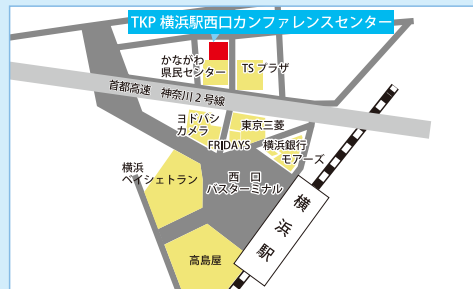 TKP 横浜駅西口カンファレンスセンター
かながわ
県民センター
TS プラザ
首都高速 神奈川2号線
ヨドバシ
カメラ
東京三菱
FRIDAYS
横浜銀行
モアーズ
横浜
ベイシェトラン
西 口
バスターミナル
横浜駅
高島屋